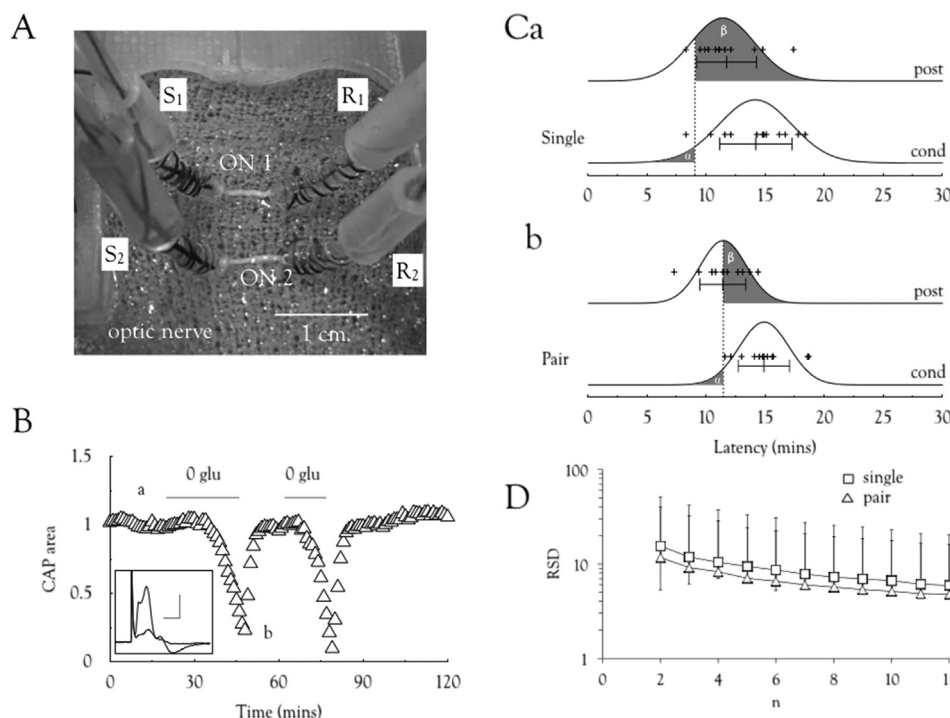 A
S1
R1
ON 1
S2
R2
ON 2
optic nerve
1 cm.
B
1.5
1
0.5
0
CAP area
a
0 glu
0 glu
b
0 30 60 90 120
Time (mins)
Ca
β
post
Single
α
cond
0 5 10 15 20 25 30
b
β
post
Pair
α
cond
0 5 10 15 20 25 30
Latency (mins)
D
100
10
1
RSD
single
pair
2 4 6 8 10
n